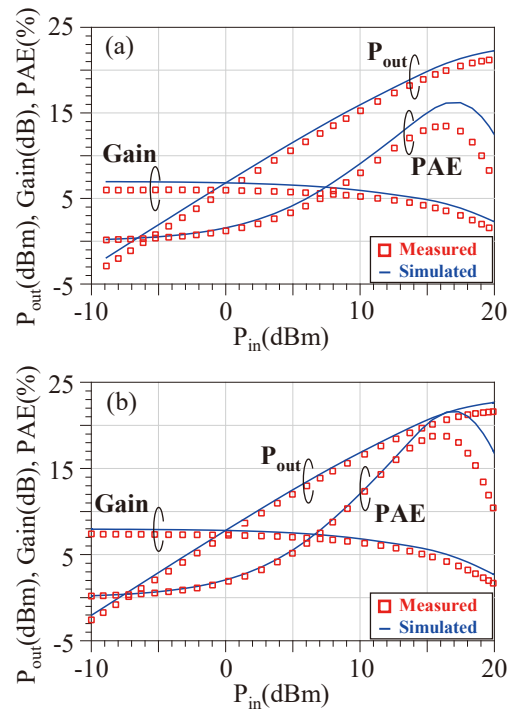 (a)
P_out(dBm), Gain(dB), PAE(%)
25
15
5
-5
P_out
Gain
PAE
Measured
Simulated
-10
0
10
20
P_in(dBm)
(b)
P_out(dBm), Gain(dB), PAE(%)
25
15
5
-5
P_out
Gain
PAE
Measured
Simulated
-10
0
10
20
P_in(dBm)